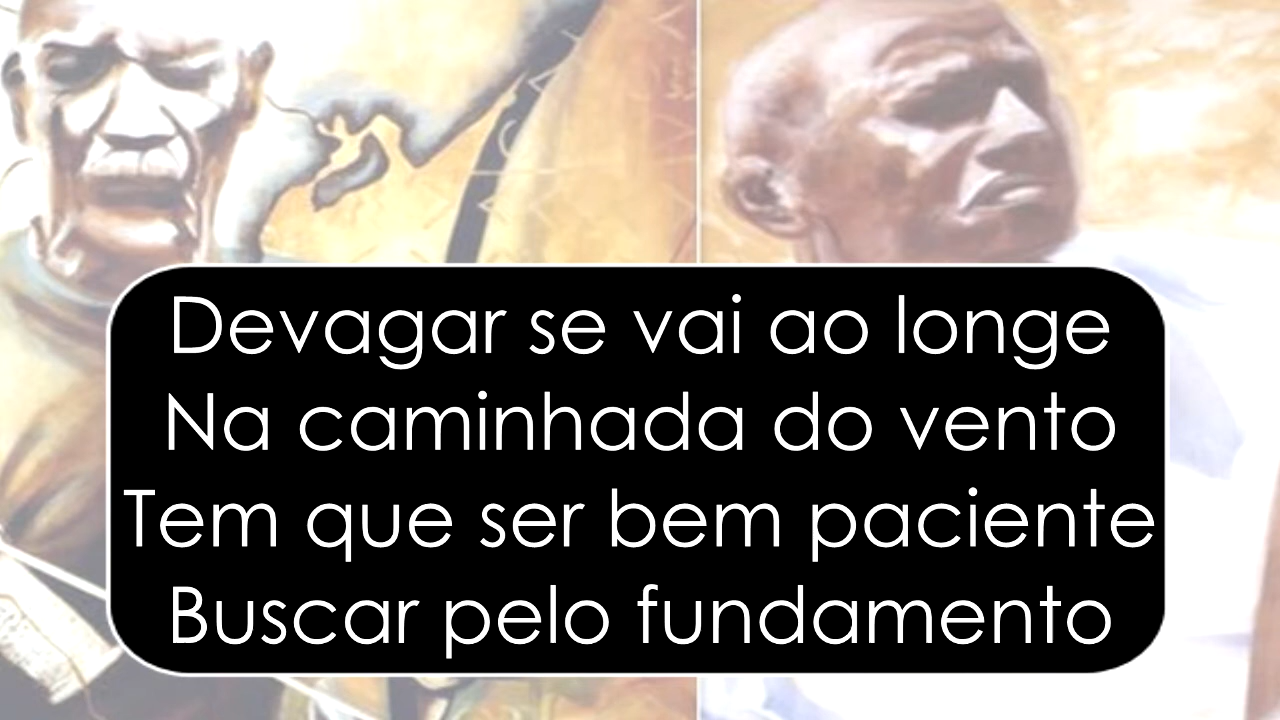 Devagar se vai ao longe
Na caminhada do vento
Tem que ser bem paciente
Buscar pelo fundamento